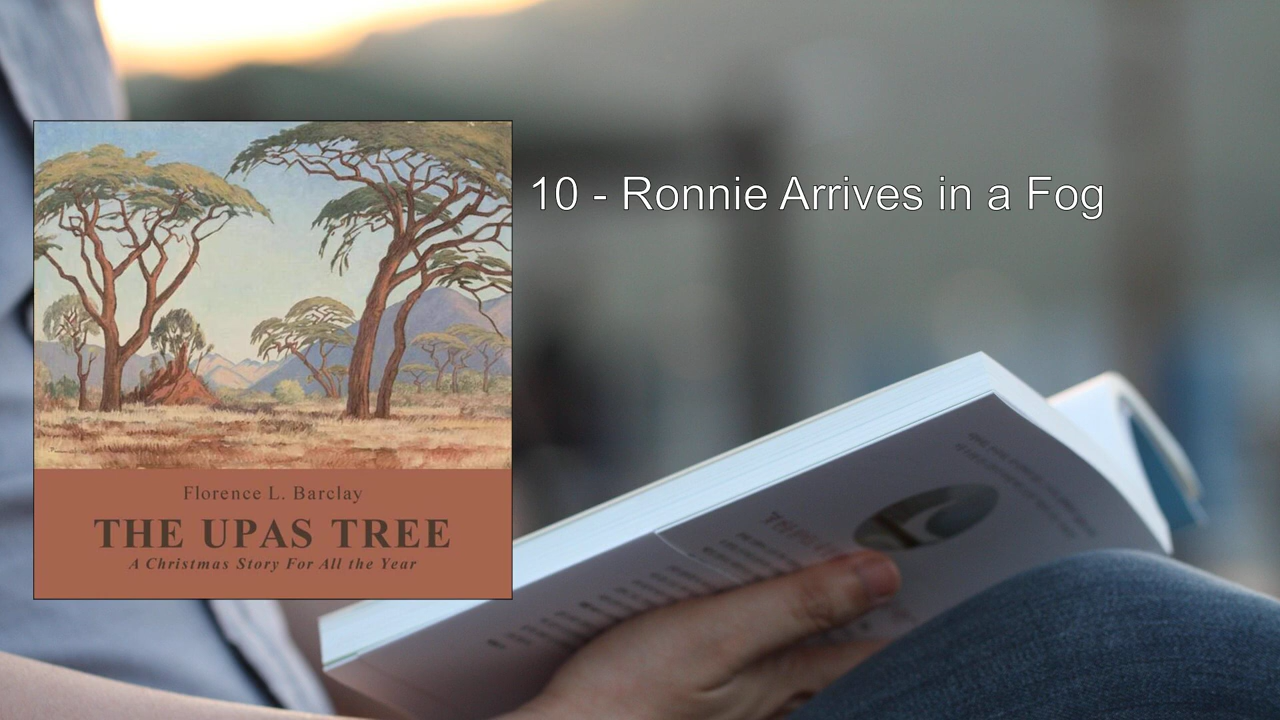 10 - Ronnie Arrives in a Fog
Florence L. Barclay
THE UPAS TREE
A Christmas Story For All the Year